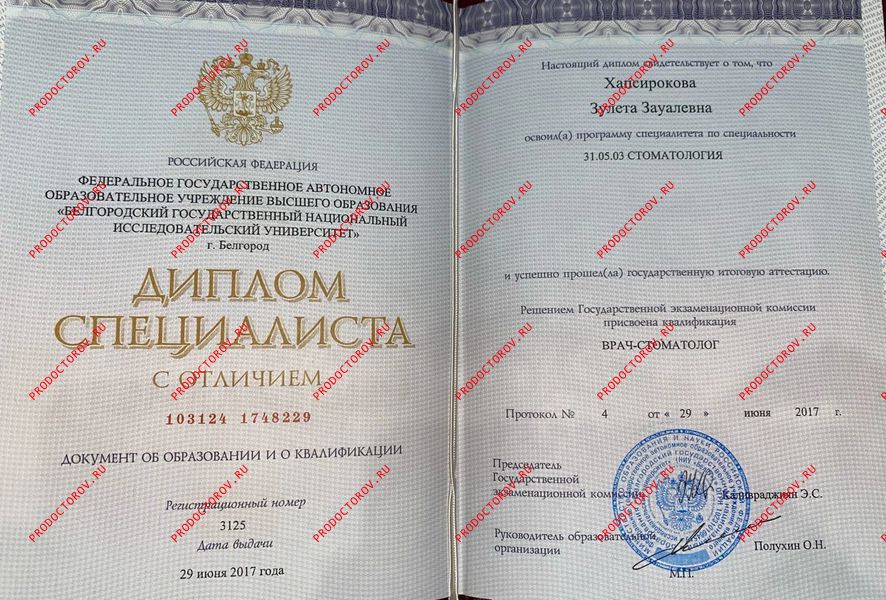 РОССИЙСКАЯ ФЕДЕРАЦИЯ
ФЕДЕРАЛЬНОЕ ГОСУДАРСТВЕННОЕ АВТОНОМНОЕ
ОБРАЗОВАТЕЛЬНОЕ УЧРЕЖДЕНИЕ ВЫСШЕГО ОБРАЗОВАНИЯ
«БЕЛГОРОДСКИЙ ГОСУДАРСТВЕННЫЙ НАЦИОНАЛЬНЫЙ
ИССЛЕДОВАТЕЛЬСКИЙ УНИВЕРСИТЕТ»
г. Белгород
ДИПЛОМ
СПЕЦИАЛИСТА
С ОТЛИЧИЕМ
103124 1748229
ДОКУМЕНТ ОБ ОБРАЗОВАНИИ И О КВАЛИФИКАЦИИ
Регистрационный номер
3125
Дата выдачи
29 июня 2017 года
Настоящий диплом свидетельствует о том, что
Хапсирокова
Зулета Зауалевна
освоил(а) программу специалитета по специальности
31.05.03 СТОМАТОЛОГИЯ
и успешно прошел(ла) государственную итоговую аттестацию.
Решением Государственной экзаменационной комиссии
присвоена квалификация
ВРАЧ-СТОМАТОЛОГ
Протокол № 4 от « 29 » июня 2017 г.
Председатель
Государственной
экзаменационной комиссии Каливраджиян Э.С.
Руководитель образовательной
организации Полухин О.Н.
М.П.
PRODOCTOROV.RU